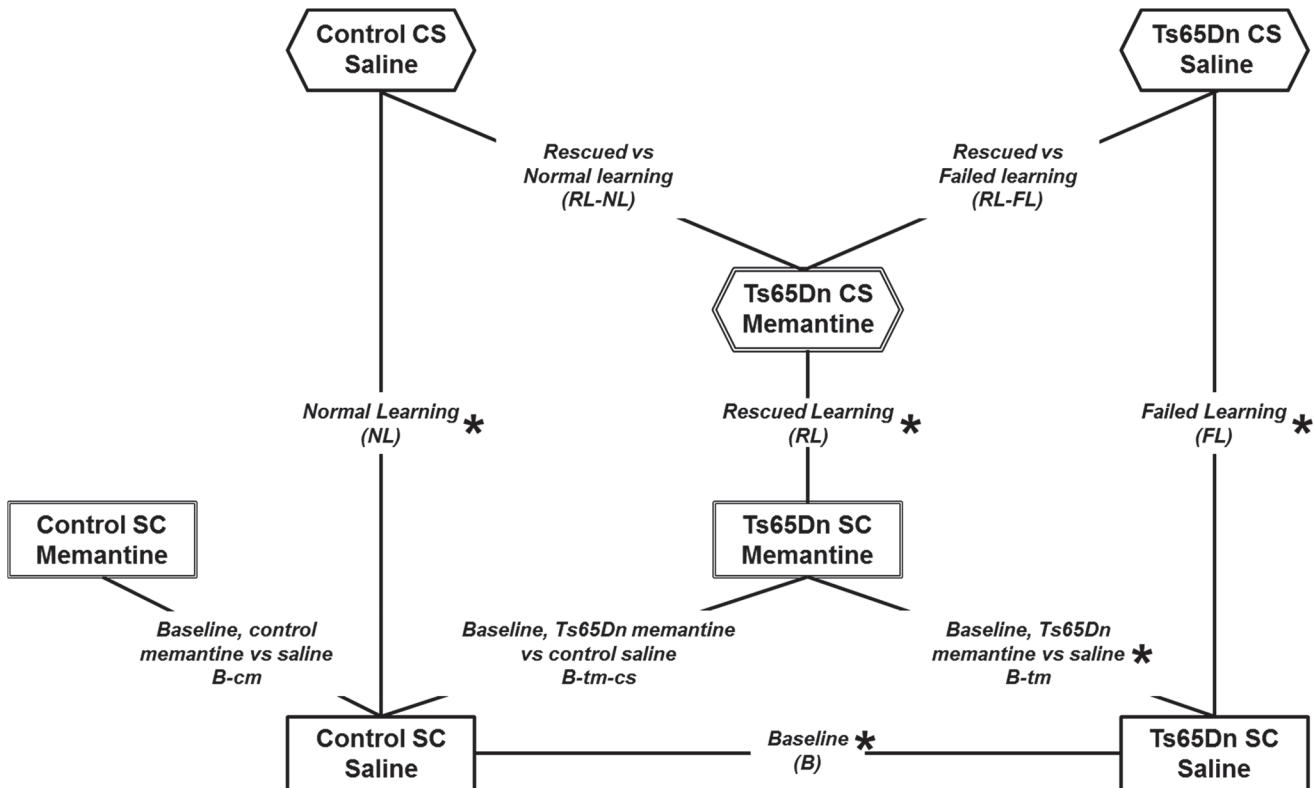 Control CS
Saline
Ts65Dn CS
Saline
Rescued vs
Normal learning
(RL-NL)
Rescued vs
Failed learning
(RL-FL)
Ts65Dn CS
Memantine
Normal Learning *
(NL)
Rescued Learning *
(RL)
Failed Learning *
(FL)
Control SC
Memantine
Ts65Dn SC
Memantine
Baseline, control
memantine vs saline
B-cm
Baseline, Ts65Dn memantine
vs control saline
B-tm-cs
Baseline, Ts65Dn
memantine vs saline *
B-tm
Control SC
Saline
Baseline *
(B)
Ts65Dn SC
Saline